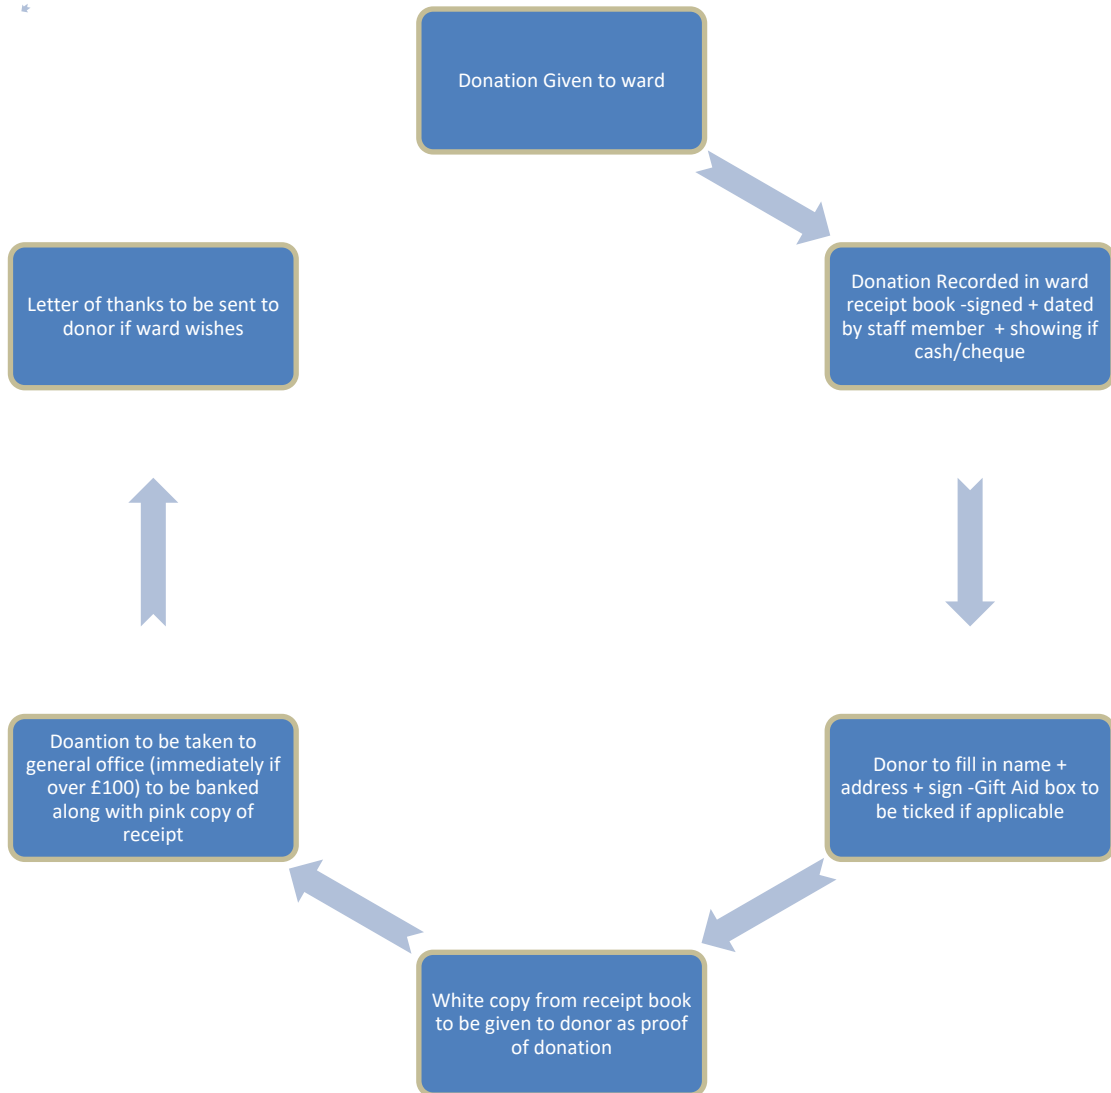 Donation Given to ward
Donation Recorded in ward
receipt book -signed + dated
by staff member  + showing if
cash/cheque
Donor to fill in name +
address + sign -Gift Aid box to
be ticked if applicable
White copy from receipt book
to be given to donor as proof
of donation
Doantion to be taken to
general office (immediately if
over £100) to be banked
along with pink copy of
receipt
Letter of thanks to be sent to
donor if ward wishes